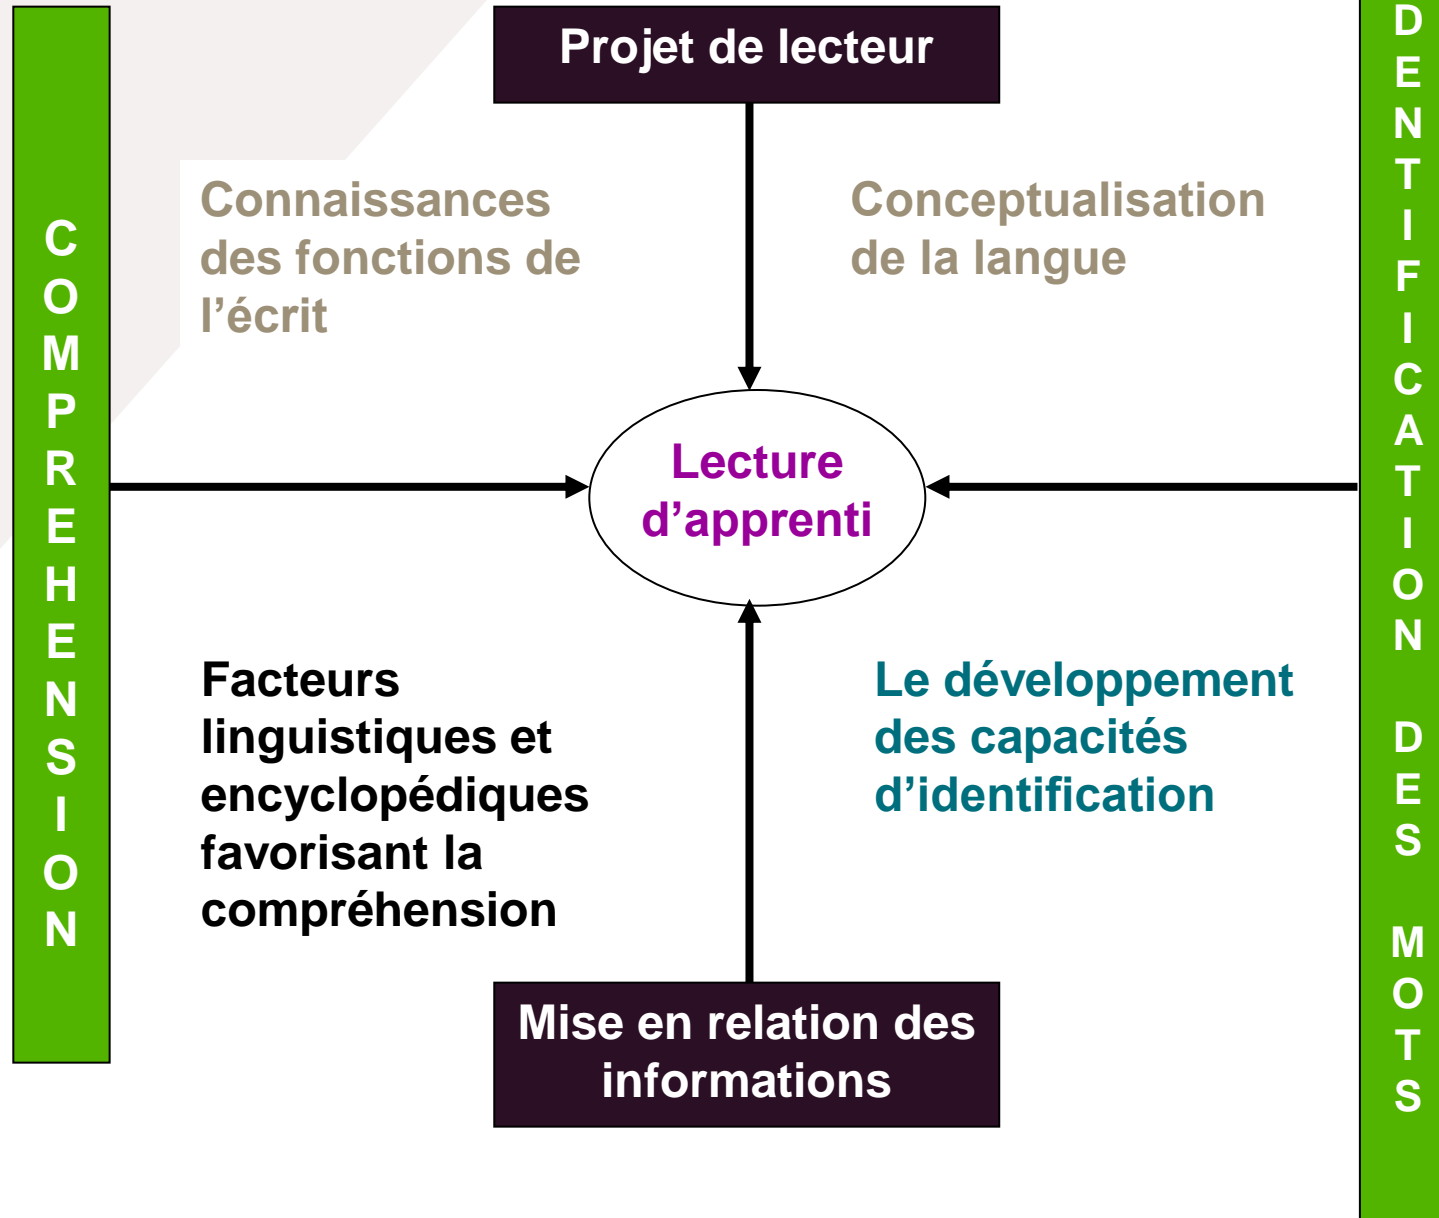 Projet de lecteur
Connaissances
des fonctions de
l’écrit
Conceptualisation
de la langue
COMPREHENSION
Lecture
d’apprenti
DENTIFICATION DES MOTS
Facteurs
linguistiques et
encyclopédiques
favorisant la
compréhension
Le développement
des capacités
d’identification
Mise en relation des
informations